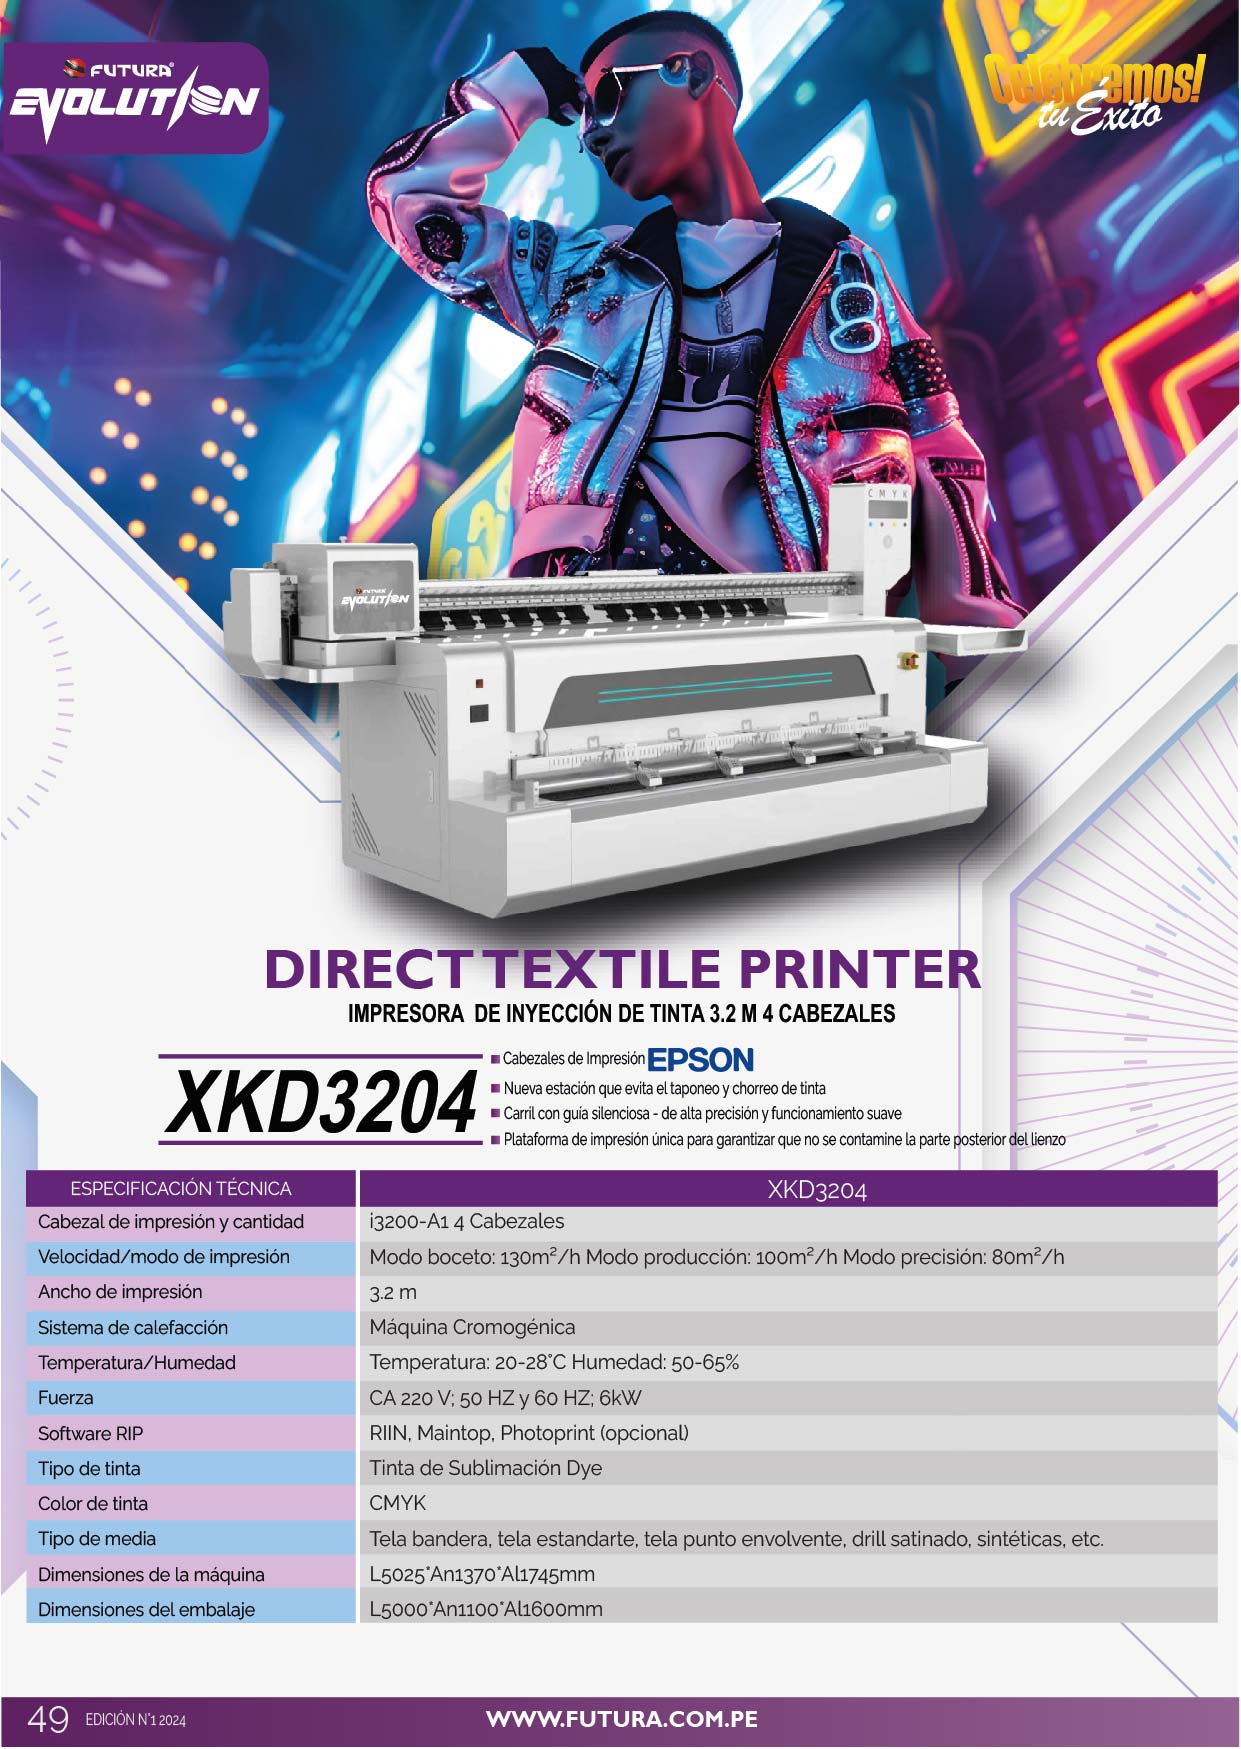 FUTURA®
EVOLUTION
Celebremos!
tu Éxito
C M Y K
FUTURA
EVOLUTION
DIRECT TEXTILE PRINTER
IMPRESORA DE INYECCIÓN DE TINTA 3.2 M 4 CABEZALES
XKD3204
Cabezales de Impresión EPSON
Nueva estación que evita el taponeo y chorreo de tinta
Carril con guía silenciosa - de alta precisión y funcionamiento suave
Plataforma de impresión única para garantizar que no se contamine la parte posterior del lienzo
ESPECIFICACIÓN TÉCNICA XKD3204
Cabezal de impresión y cantidad i3200-A1 4 Cabezales
Velocidad/modo de impresión Modo boceto: 130m²/h Modo producción: 100m²/h Modo precisión: 80m²/h
Ancho de impresión 3.2 m
Sistema de calefacción Máquina Cromogénica
Temperatura/Humedad Temperatura: 20-28°C Humedad: 50-65%
Fuerza CA 220 V; 50 HZ y 60 HZ; 6kW
Software RIP RIIN, Maintop, Photoprint (opcional)
Tipo de tinta Tinta de Sublimación Dye
Color de tinta CMYK
Tipo de media Tela bandera, tela estandarte, tela punto envolvente, drill satinado, sintéticas, etc.
Dimensiones de la máquina L5025*An1370*Al1745mm
Dimensiones del embalaje L5000*An1100*Al1600mm
49 EDICIÓN N°1 2024
WWW.FUTURA.COM.PE